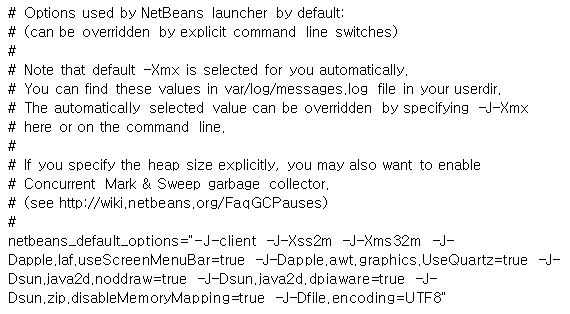 # Options used by NetBeans launcher by default:
# (can be overridden by explicit command line switches)
#
# Note that default -Xmx is selected for you automatically.
# You can find these values in var/log/messages.log file in your userdir.
# The automatically selected value can be overridden by specifying -J-Xmx
# here or on the command line.
#
# If you specify the heap size explicitly, you may also want to enable
# Concurrent Mark & Sweep garbage collector.
# (see http://wiki.netbeans.org/FaqGCPauses)
#
netbeans_default_options="-J-client -J-Xss2m -J-Xms32m -J-
Dapple.laf.useScreenMenuBar=true -J-Dapple.awt.graphics.UseQuartz=true -J-
Dsun.java2d.noddraw=true -J-Dsun.java2d.dpiaware=true -J-
Dsun.zip.disableMemoryMapping=true -J-Dfile.encoding=UTF8"